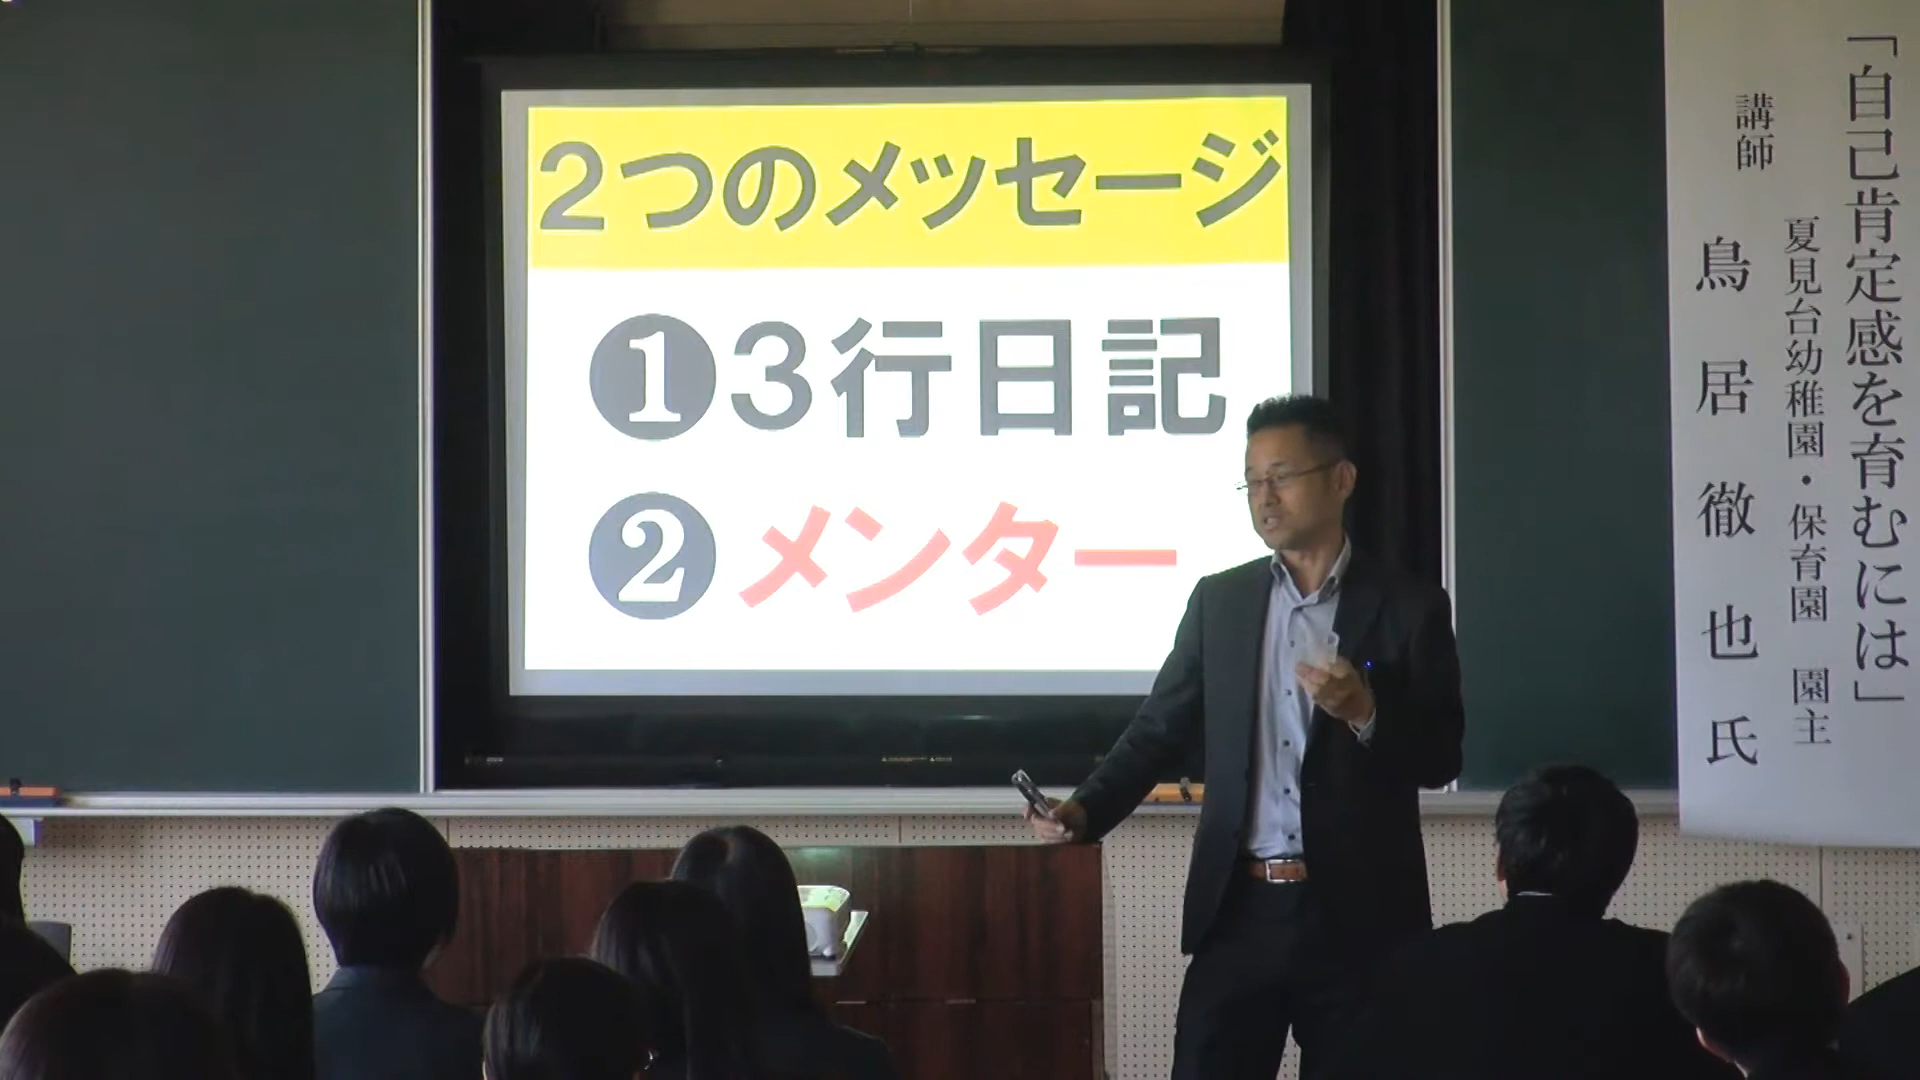 2つのメッセージ
❶3行日記
❷メンター
「自己肯定感を育むには」
講師
夏見台幼稚園・保育園 園主
鳥居徹也氏